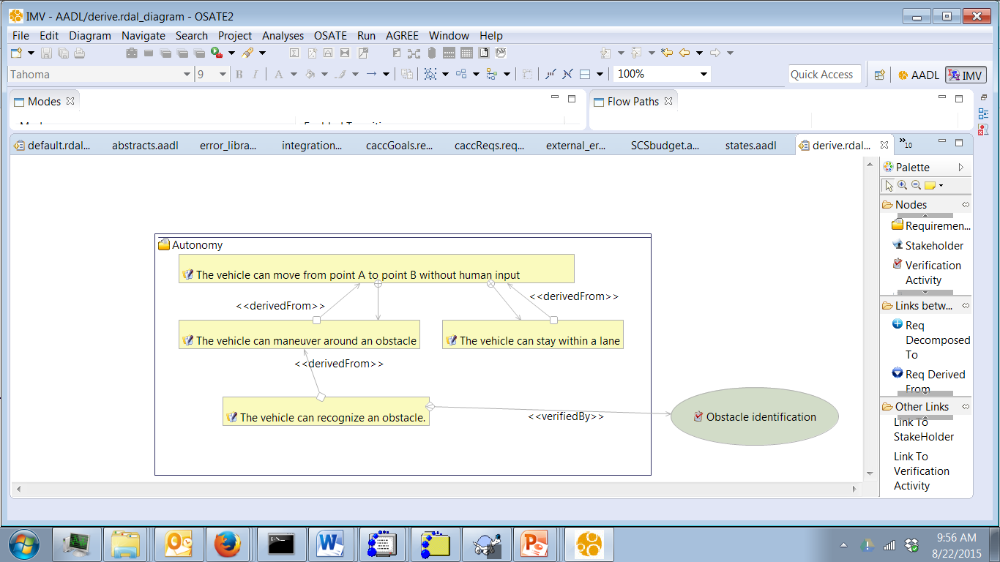 IMV - AADL/derive.rdal_diagram - OSATE2
File Edit Diagram Navigate Search Project Analyses OSATE Run AGREE Window Help
Tahoma 9 B I A 100% Quick Access AADL IMV
Modes Flow Paths
default.rdal... abstracts.aadl error_libra... integration... caccGoals.re... caccReqs.req... external_er... SCSbudget.a... states.aadl derive.rdal... »10
Palette
Nodes
Requiremen...
Stakeholder
Verification
Activity
Links betw...
Req
Decomposed
To
Req Derived
From
Other Links
Link To
StakeHolder
Link To
Verification
Activity
Autonomy
The vehicle can move from point A to point B without human input
<<derivedFrom>>
<<derivedFrom>>
The vehicle can maneuver around an obstacle
The vehicle can stay within a lane
<<derivedFrom>>
The vehicle can recognize an obstacle.
<<verifiedBy>>
Obstacle identification
9:56 AM
8/22/2015